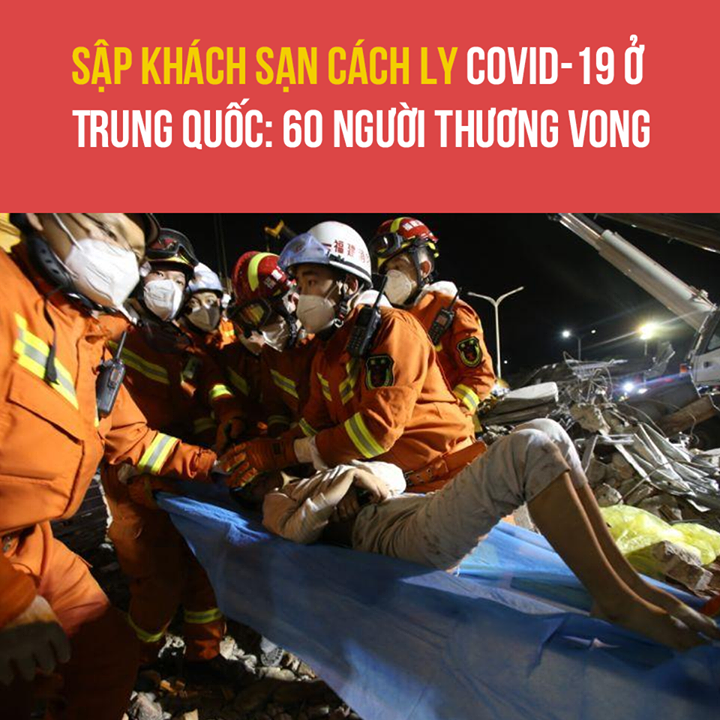 SẬP KHÁCH SẠN CÁCH LY COVID-19 Ở
TRUNG QUỐC: 60 NGƯỜI THƯƠNG VONG